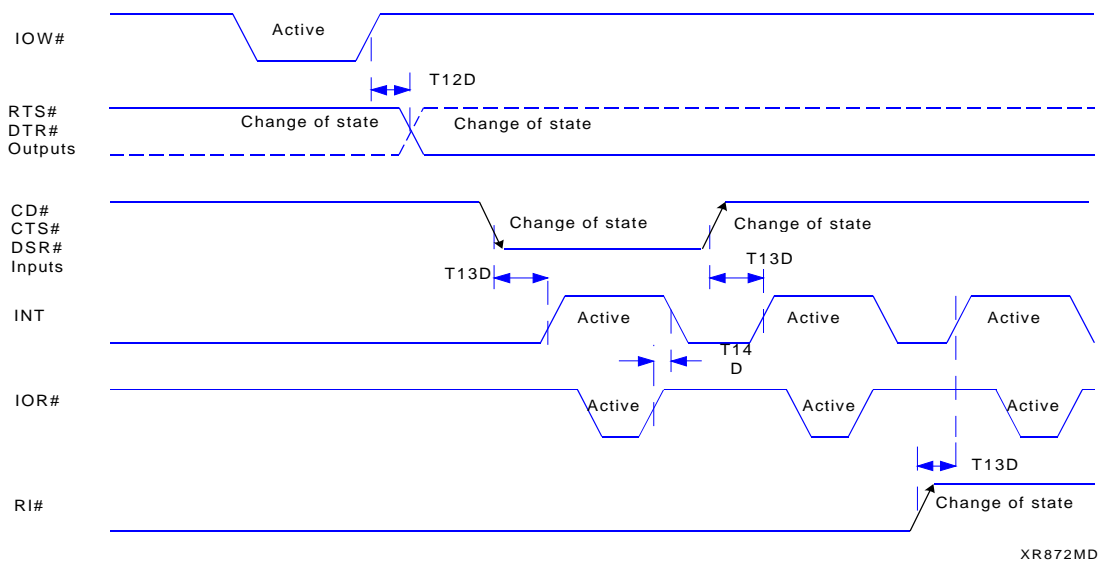 IOW#
Active
T12D
RTS#
DTR#
Outputs
Change of state
Change of state
CD#
CTS#
DSR#
Inputs
Change of state
Change of state
T13D
T13D
INT
Active
Active
Active
T14
D
IOR#
Active
Active
Active
T13D
RI#
Change of state
XR872MD